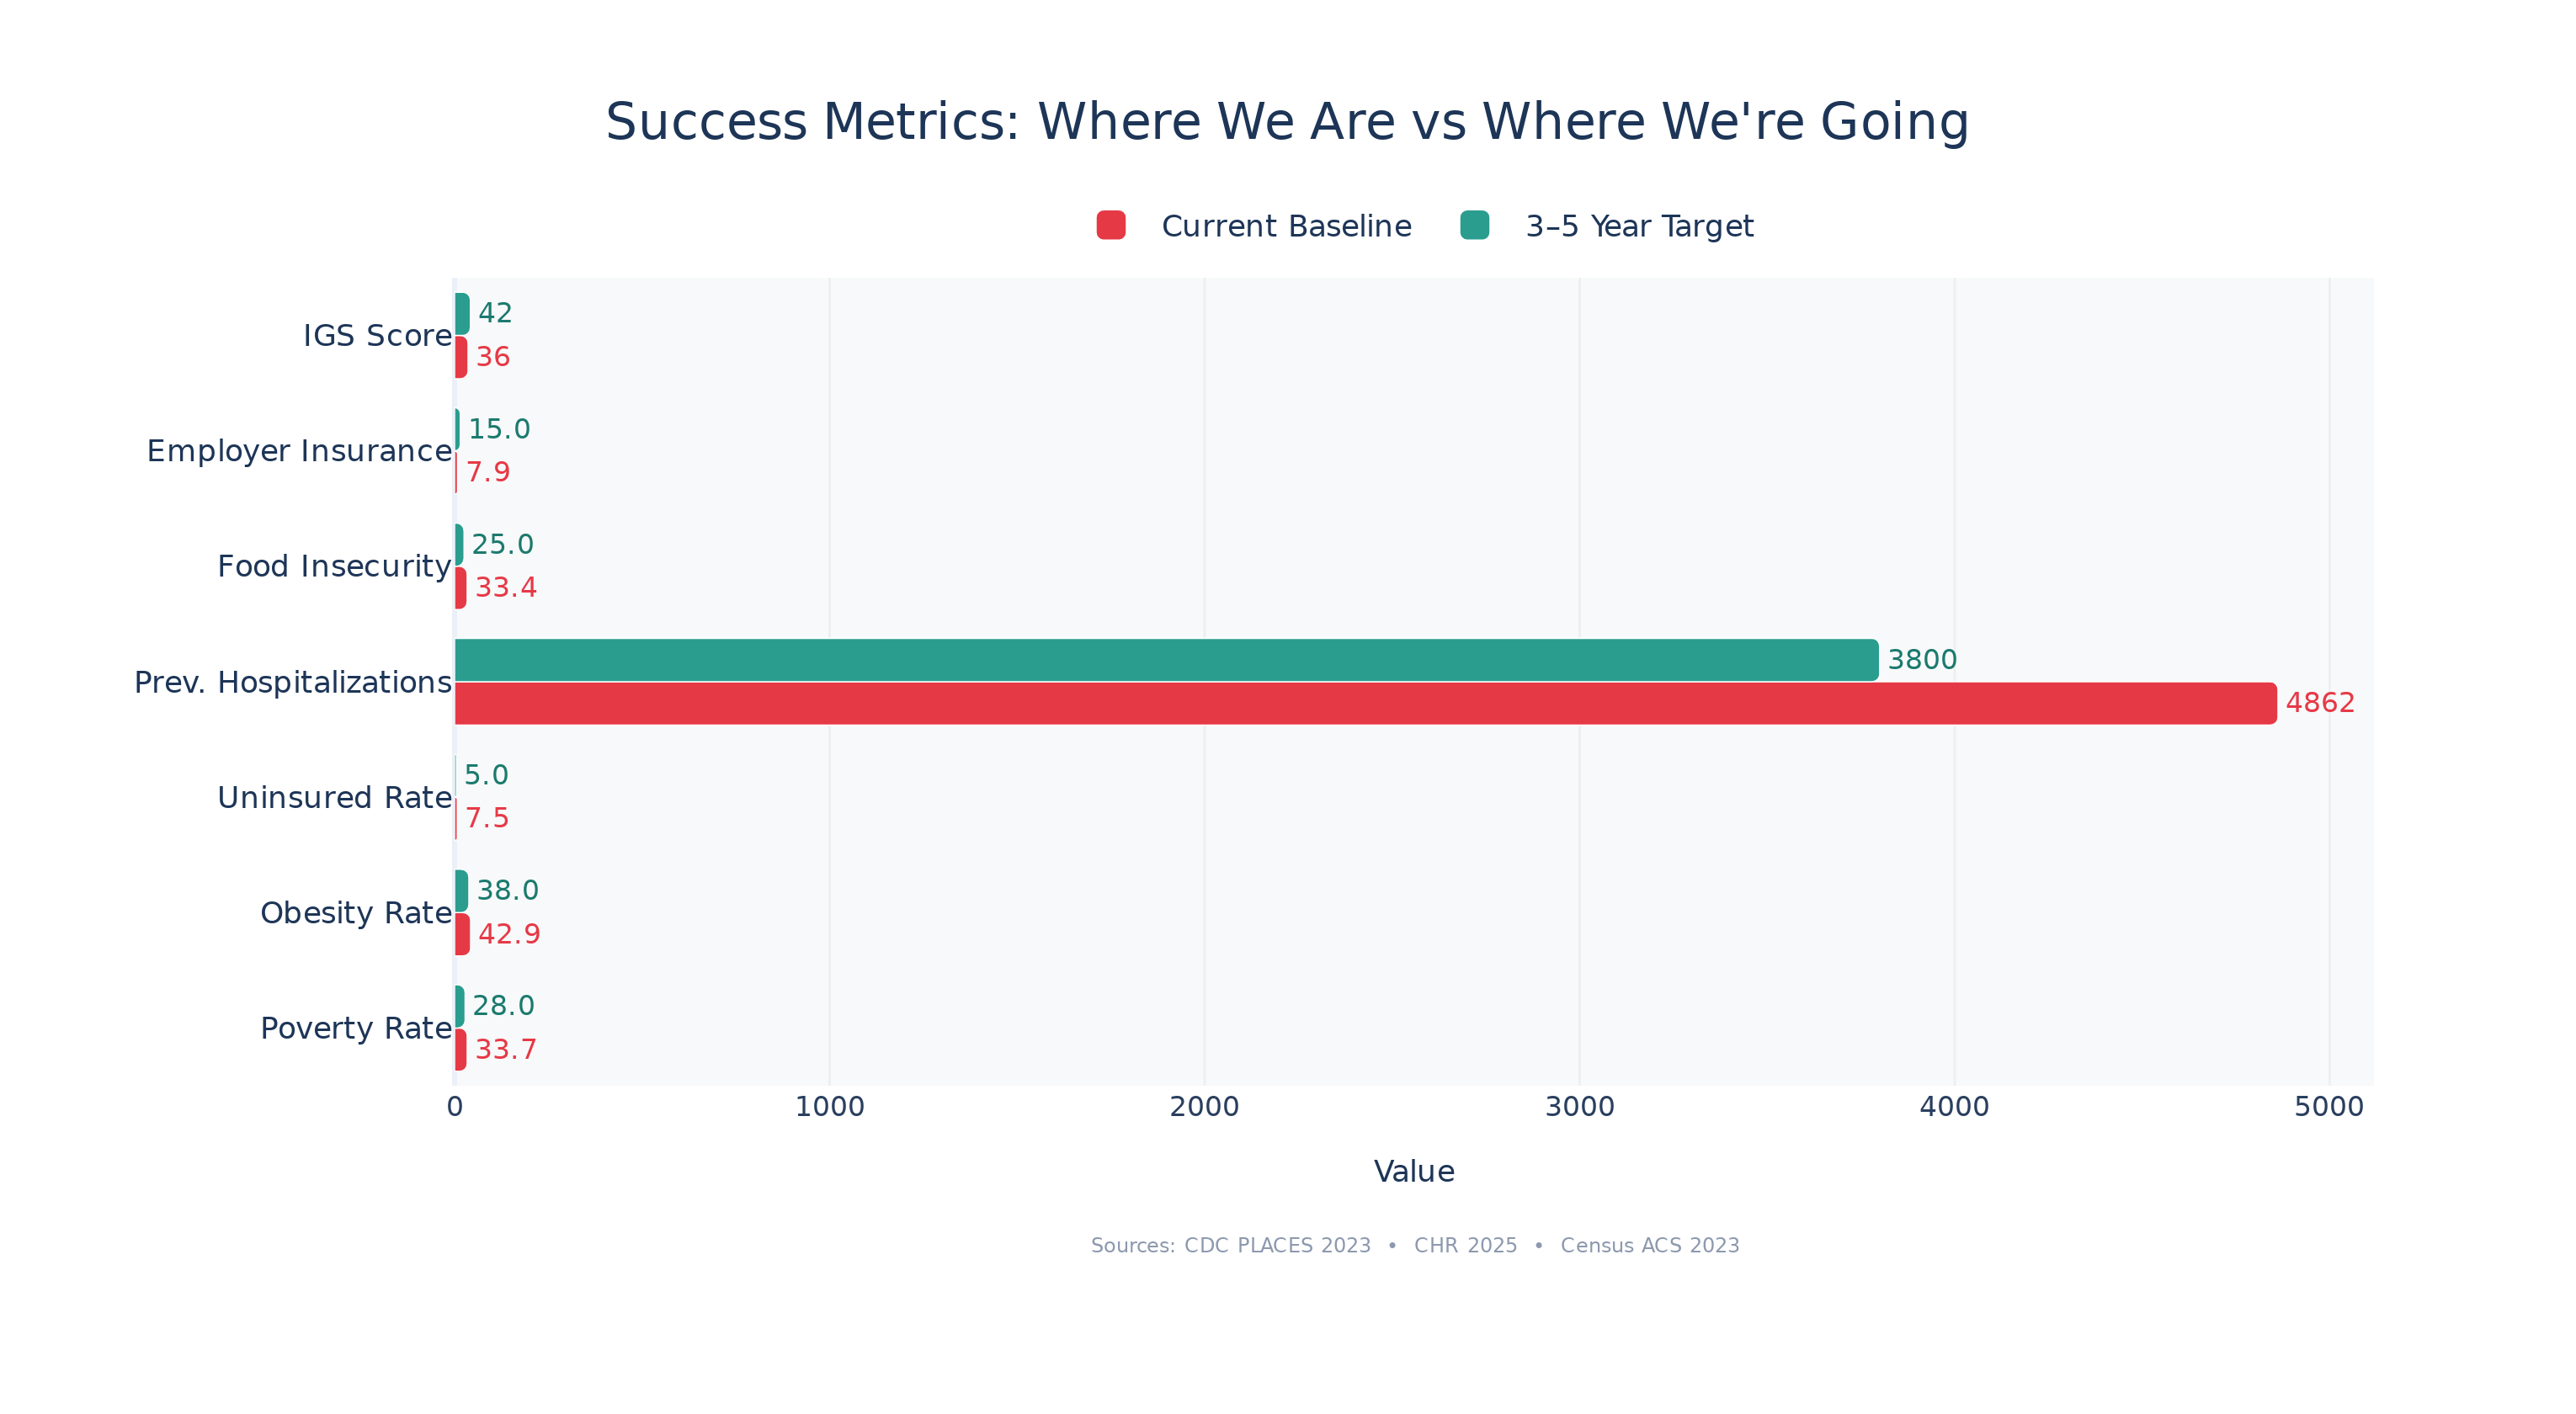 Success Metrics: Where We Are vs Where We're Going
Current Baseline
3–5 Year Target
IGS Score
42
36
Employer Insurance
15.0
7.9
Food Insecurity
25.0
33.4
Prev. Hospitalizations
3800
4862
Uninsured Rate
5.0
7.5
Obesity Rate
38.0
42.9
Poverty Rate
28.0
33.7
0 1000 2000 3000 4000 5000
Value
Sources: CDC PLACES 2023 • CHR 2025 • Census ACS 2023